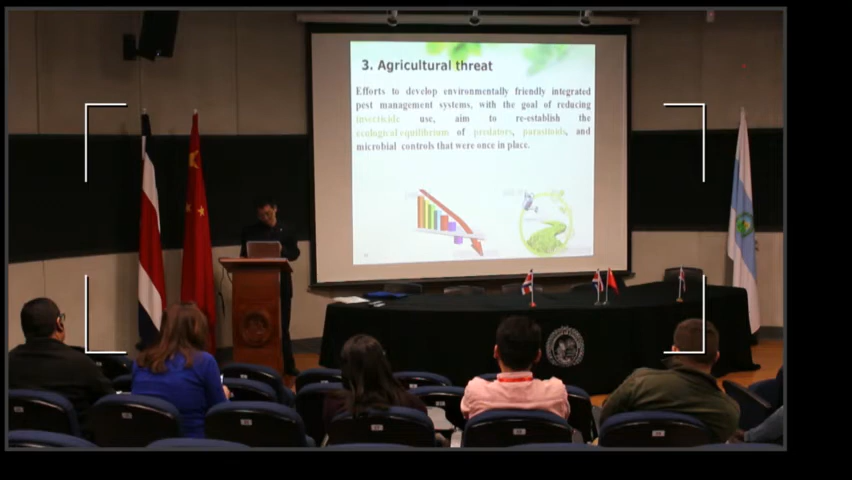 3. Agricultural threat
Efforts to develop environmentally friendly integrated
pest management systems, with the goal of reducing
insecticide use, aim to re-establish the
ecological equilibrium of predators, parasitoids, and
microbial controls that were once in place.